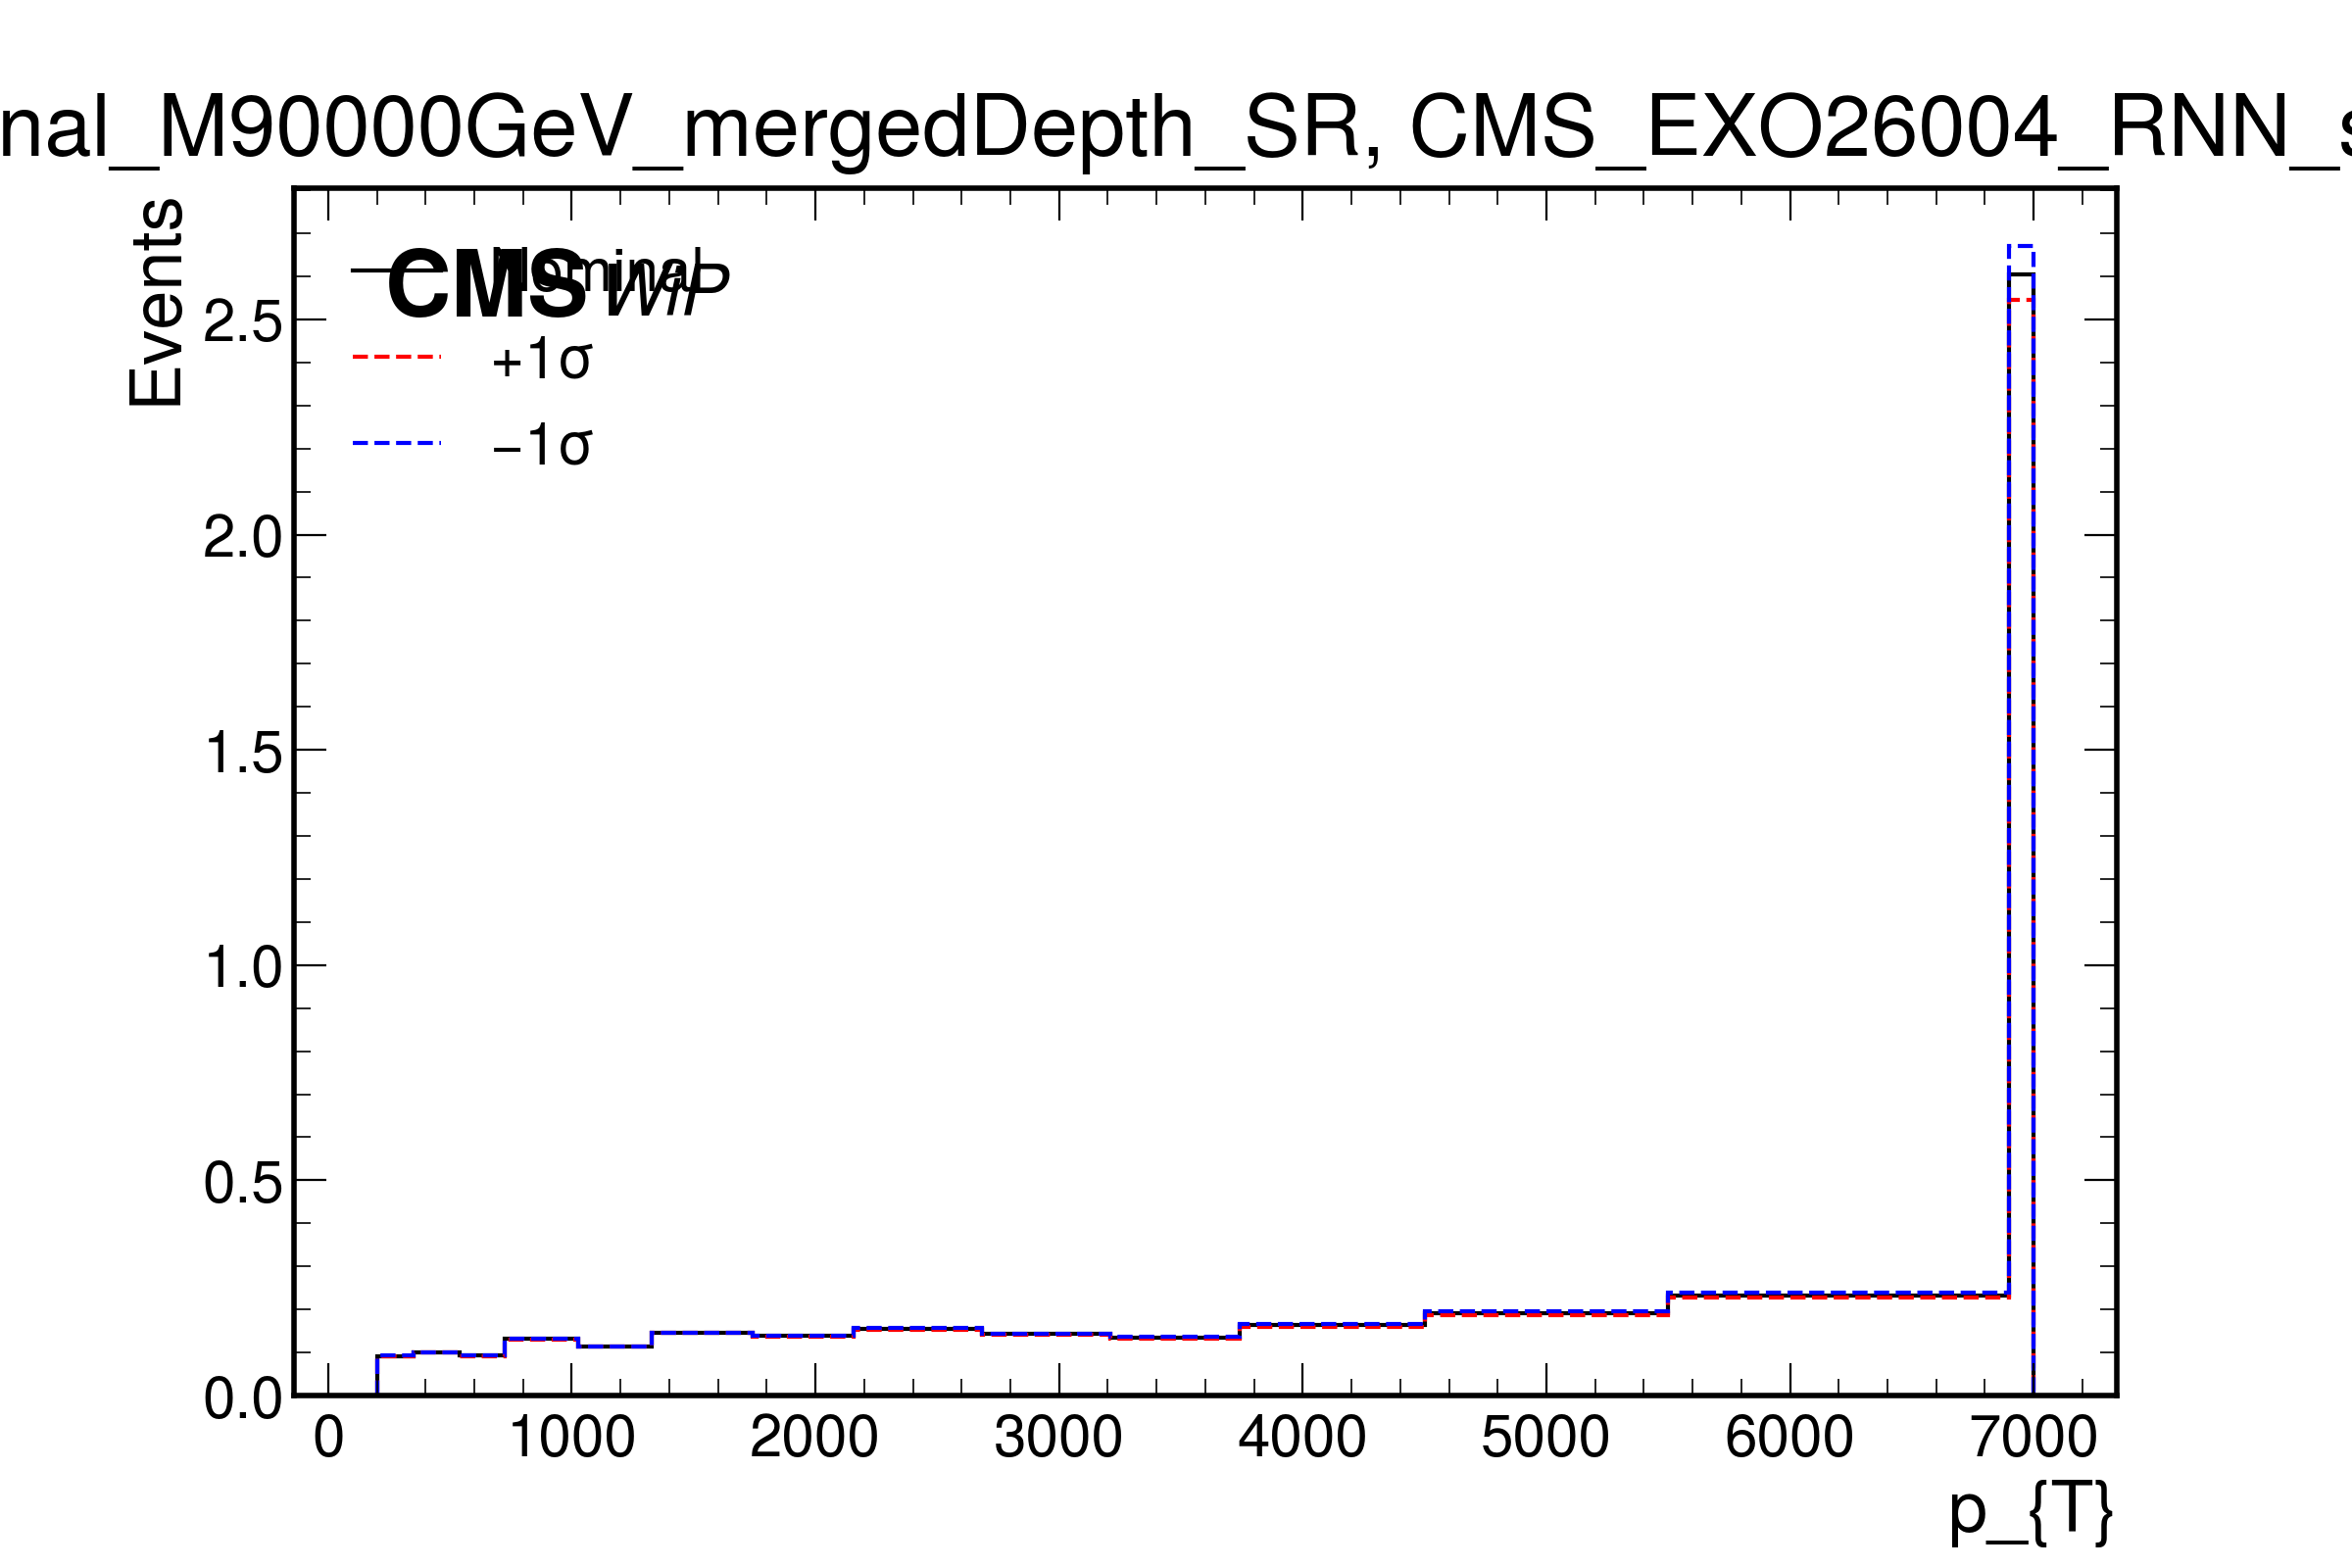 nal_M90000GeV_mergedDepth_SR, CMS_EXO26004_RNN_s
Events
CMS WiP
Nominal
+1σ
−1σ
2.5
2.0
1.5
1.0
0.5
0.0
0 1000 2000 3000 4000 5000 6000 7000
p_{T}